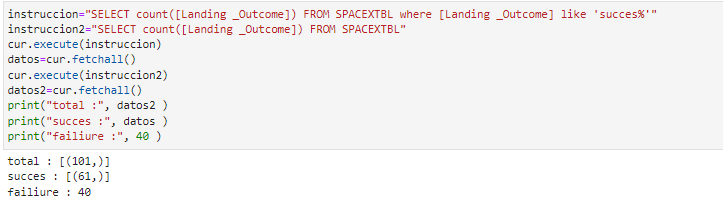 instruccion="SELECT count([Landing _Outcome]) FROM SPACEXTBL where [Landing _Outcome] like 'succes%'"
instruccion2="SELECT count([Landing _Outcome]) FROM SPACEXTBL"
cur.execute(instruccion)
datos=cur.fetchall()
cur.execute(instruccion2)
datos2=cur.fetchall()
print("total :", datos2 )
print("succes :", datos )
print("failiure :", 40 )
total : [(101,)]
succes : [(61,)]
failiure : 40